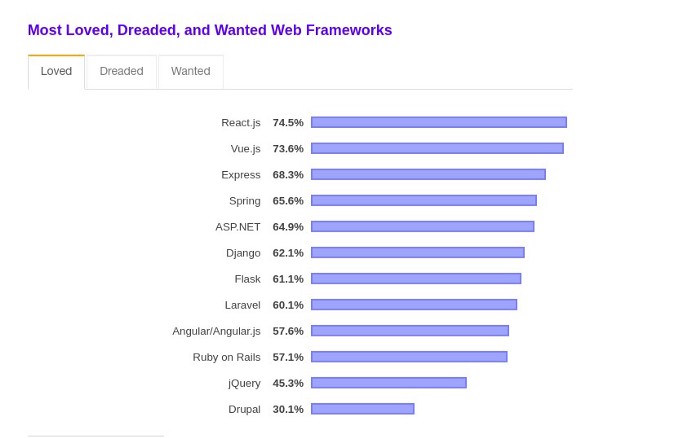 Most Loved, Dreaded, and Wanted Web Frameworks
Loved Dreaded Wanted
React.js 74.5%
Vue.js 73.6%
Express 68.3%
Spring 65.6%
ASP.NET 64.9%
Django 62.1%
Flask 61.1%
Laravel 60.1%
Angular/Angular.js 57.6%
Ruby on Rails 57.1%
jQuery 45.3%
Drupal 30.1%